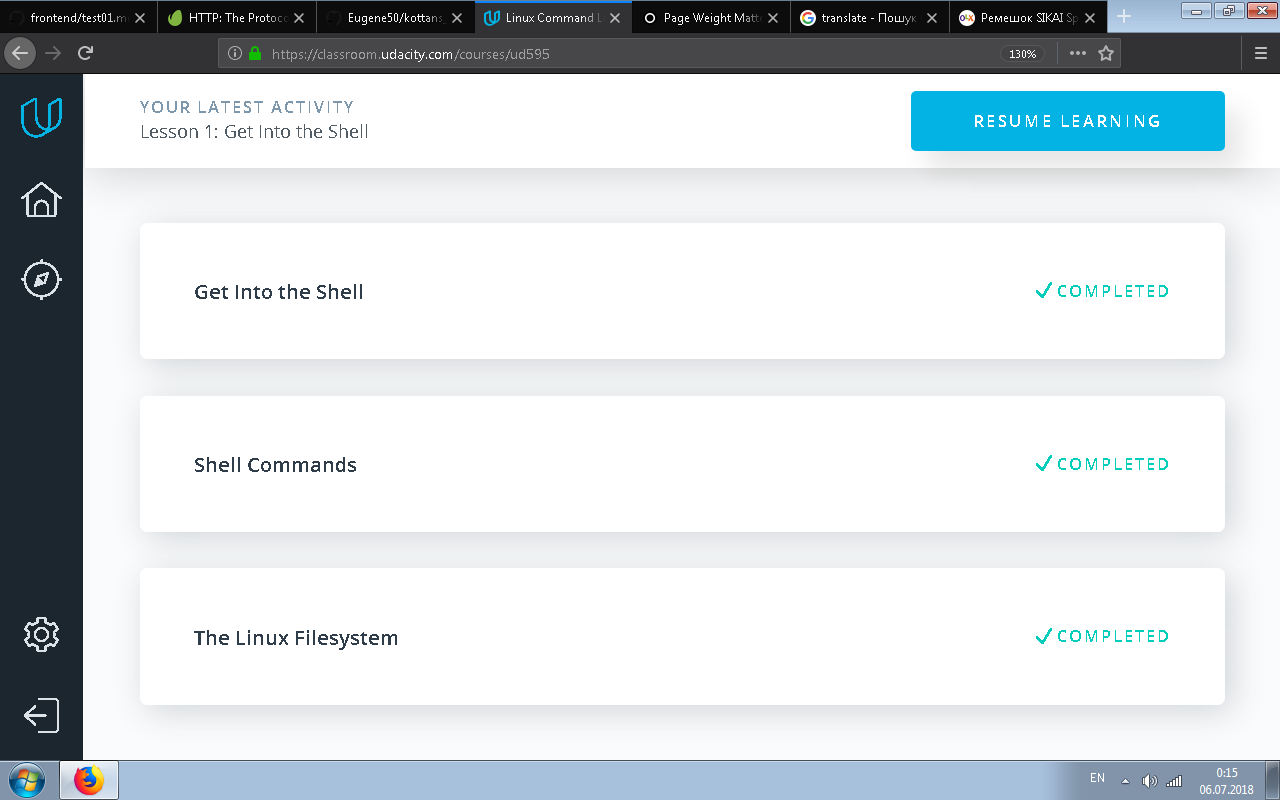 frontend/test01.m
HTTP: The Protoco
Eugene50/kottans_
Linux Command L
Page Weight Matt
translate - Пошук
Ремешок SIKAI Sp
https://classroom.udacity.com/courses/ud595
130%
YOUR LATEST ACTIVITY
Lesson 1: Get Into the Shell
RESUME LEARNING
Get Into the Shell
COMPLETED
Shell Commands
COMPLETED
The Linux Filesystem
COMPLETED
EN
0:15
06.07.2018